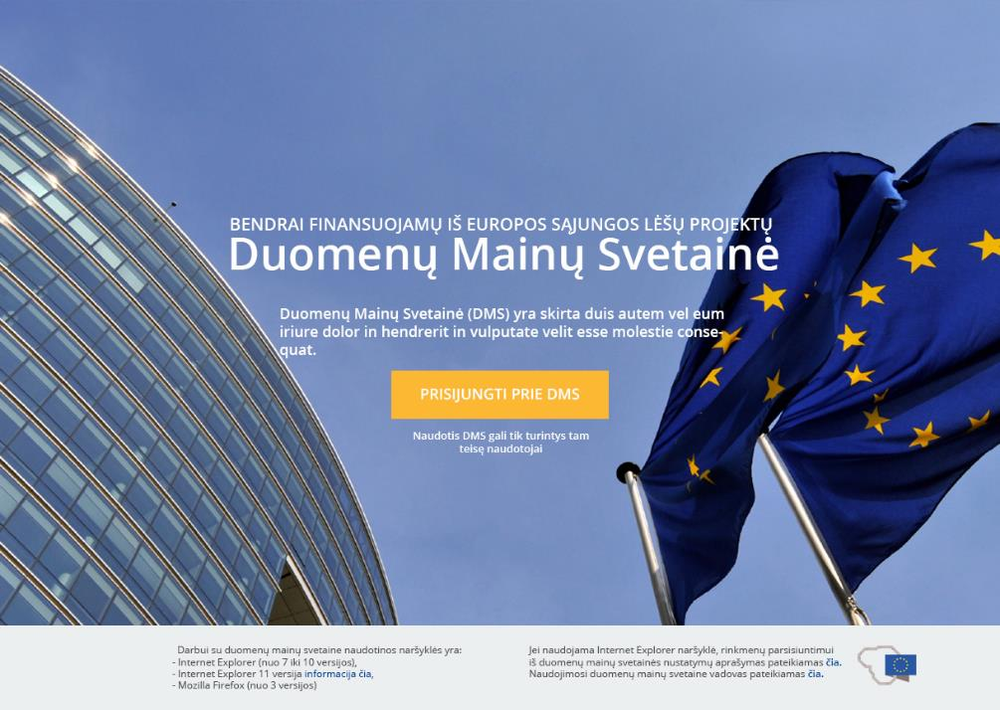 BENDRAI FINANSUOJAMŲ IŠ EUROPOS SĄJUNGOS LĖŠŲ PROJEKTŲ
Duomenų Mainų Svetainė
Duomenų Mainų Svetainė (DMS) yra skirta duis autem vel eum
iriure dolor in hendrerit in vulputate velit esse molestie conse-
quat.
PRISIJUNGTI PRIE DMS
Naudotis DMS gali tik turintys tam
teisę naudotojai
Darbui su duomenų mainų svetaine naudotinos naršyklės yra:
- Internet Explorer (nuo 7 iki 10 versijos),
- Internet Explorer 11 versija informacija čia,
- Mozilla Firefox (nuo 3 versijos)
Jei naudojama Internet Explorer naršyklė, rinkmenų parsisiuntimui
iš duomenų mainų svetainės nustatymų aprašymas pateikiamas čia.
Naudojimosi duomenų mainų svetaine vadovas pateikiamas čia.